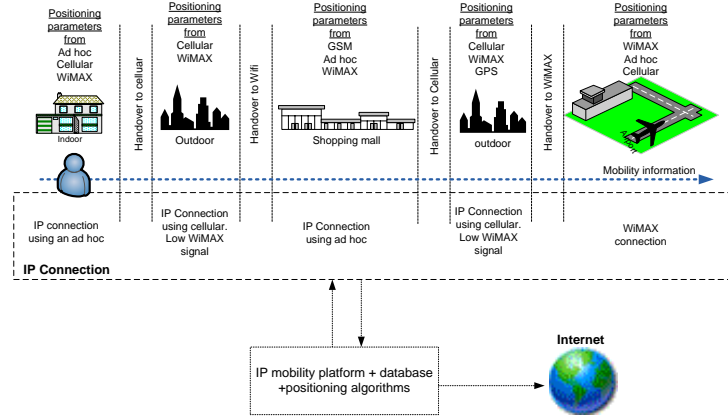 Positioning
parameters
from
Ad hoc
Cellular
WiMAX
Indoor
Handover to celluar
Positioning
parameters
from
Cellular
WiMAX
Outdoor
Handover to Wifi
Positioning
parameters
from
GSM
Ad hoc
WiMAX
Shopping mall
Handover to Cellular
Positioning
parameters
from
Cellular
WiMAX
GPS
outdoor
Handover to WiMAX
Positioning
parameters
from
WiMAX
Ad hoc
Cellular
Airport
Mobility information
IP connection
using an ad hoc
IP Connection
using cellular.
Low WiMAX
signal
IP Connection
using ad hoc
IP Connection
using cellular.
Low WiMAX
signal
WiMAX
connection
IP Connection
IP mobility platform + database
+positioning algorithms
Internet